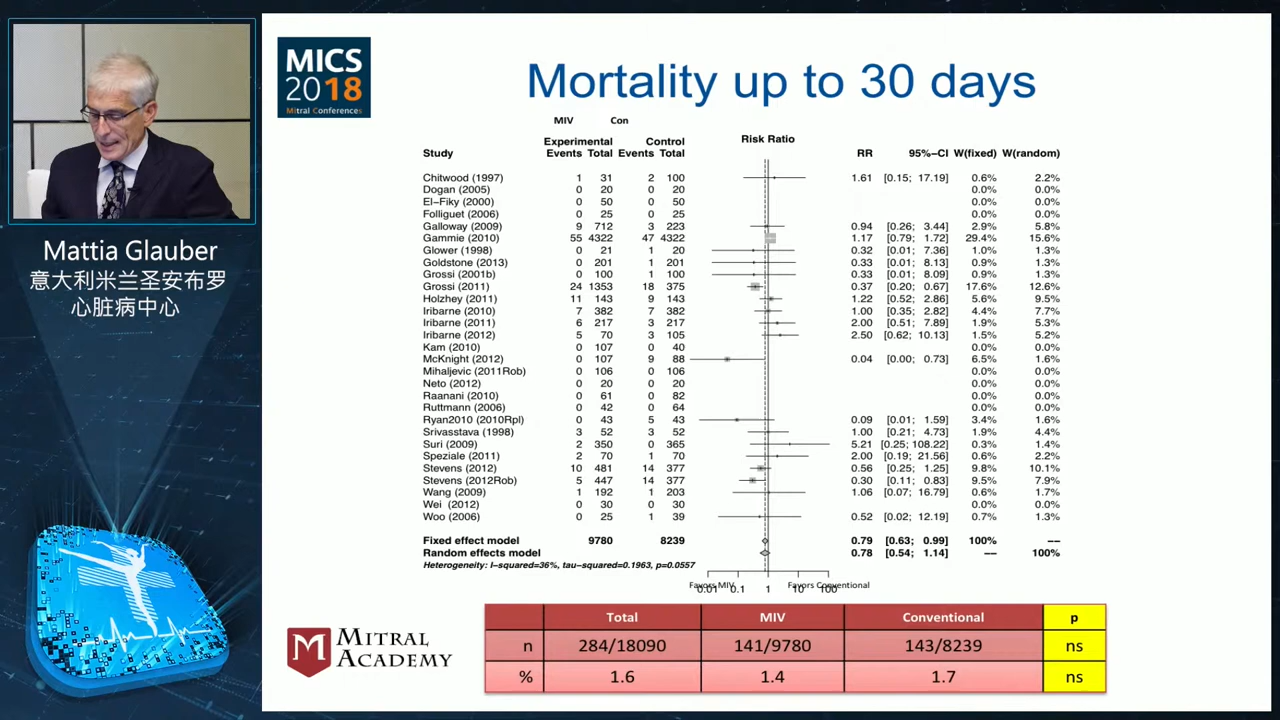 MICS
2018
Mitral Conferences
Mattia Glauber
意大利米兰圣安布罗
心脏病中心
Mortality up to 30 days
MIV Con
Experimental Control Risk Ratio
Study Events Total Events Total RR 95%−CI W(fixed) W(random)
Chitwood (1997) 1 31 2 100 1.61 [0.15; 17.19] 0.6% 2.2%
Dogan (2005) 0 20 0 20 0.0% 0.0%
El−Fiky (2000) 0 50 0 50 0.0% 0.0%
Folliguet (2006) 0 25 0 25 0.0% 0.0%
Galloway (2009) 9 712 3 223 0.94 [0.26; 3.44] 2.9% 5.8%
Gammie (2010) 55 4322 47 4322 1.17 [0.79; 1.72] 29.4% 15.6%
Glower (1998) 0 21 1 20 0.32 [0.01; 7.36] 1.0% 1.3%
Goldstone (2013) 0 201 1 201 0.33 [0.01; 8.13] 0.9% 1.3%
Grossi (2001b) 0 100 1 100 0.33 [0.01; 8.09] 0.9% 1.3%
Grossi (2011) 24 1353 18 375 0.37 [0.20; 0.67] 17.6% 12.6%
Holzhey (2011) 11 143 9 143 1.22 [0.52; 2.86] 5.6% 9.5%
Iribarne (2010) 7 382 7 382 1.00 [0.35; 2.82] 4.4% 7.7%
Iribarne (2011) 6 217 3 217 2.00 [0.51; 7.89] 1.9% 5.3%
Iribarne (2012) 5 70 3 105 2.50 [0.62; 10.13] 1.5% 5.2%
Kam (2010) 0 107 0 40 0.0% 0.0%
McKnight (2012) 0 107 9 88 0.04 [0.00; 0.73] 6.5% 1.6%
Mihaljevic (2011Rob) 0 106 0 106 0.0% 0.0%
Neto (2012) 0 20 0 20 0.0% 0.0%
Raanani (2010) 0 61 0 82 0.0% 0.0%
Ruttmann (2006) 0 42 0 64 0.0% 0.0%
Ryan2010 (2010Rpl) 0 43 5 43 0.09 [0.01; 1.59] 3.4% 1.6%
Srivasstava (1998) 3 52 3 52 1.00 [0.21; 4.73] 1.9% 4.4%
Suri (2009) 2 350 0 365 5.21 [0.25; 108.22] 0.3% 1.4%
Speziale (2011) 2 70 1 70 2.00 [0.19; 21.56] 0.6% 2.2%
Stevens (2012) 10 481 14 377 0.56 [0.25; 1.25] 9.8% 10.1%
Stevens (2012Rob) 5 447 14 377 0.30 [0.11; 0.83] 9.5% 7.9%
Wang (2009) 1 192 1 203 1.06 [0.07; 16.79] 0.6% 1.7%
Wei (2012) 0 30 0 30 0.0% 0.0%
Woo (2006) 0 25 1 39 0.52 [0.02; 12.19] 0.7% 1.3%
Fixed effect model 9780 8239 0.79 [0.63; 0.99] 100% −−
Random effects model 0.78 [0.54; 1.14] −− 100%
Heterogeneity: I−squared=36%, tau−squared=0.1963, p=0.0557
Favors MIV Favors Conventional
0.01 0.1 1 10 100
Total MIV Conventional p
n 284/18090 141/9780 143/8239 ns
% 1.6 1.4 1.7 ns
MITRAL
ACADEMY